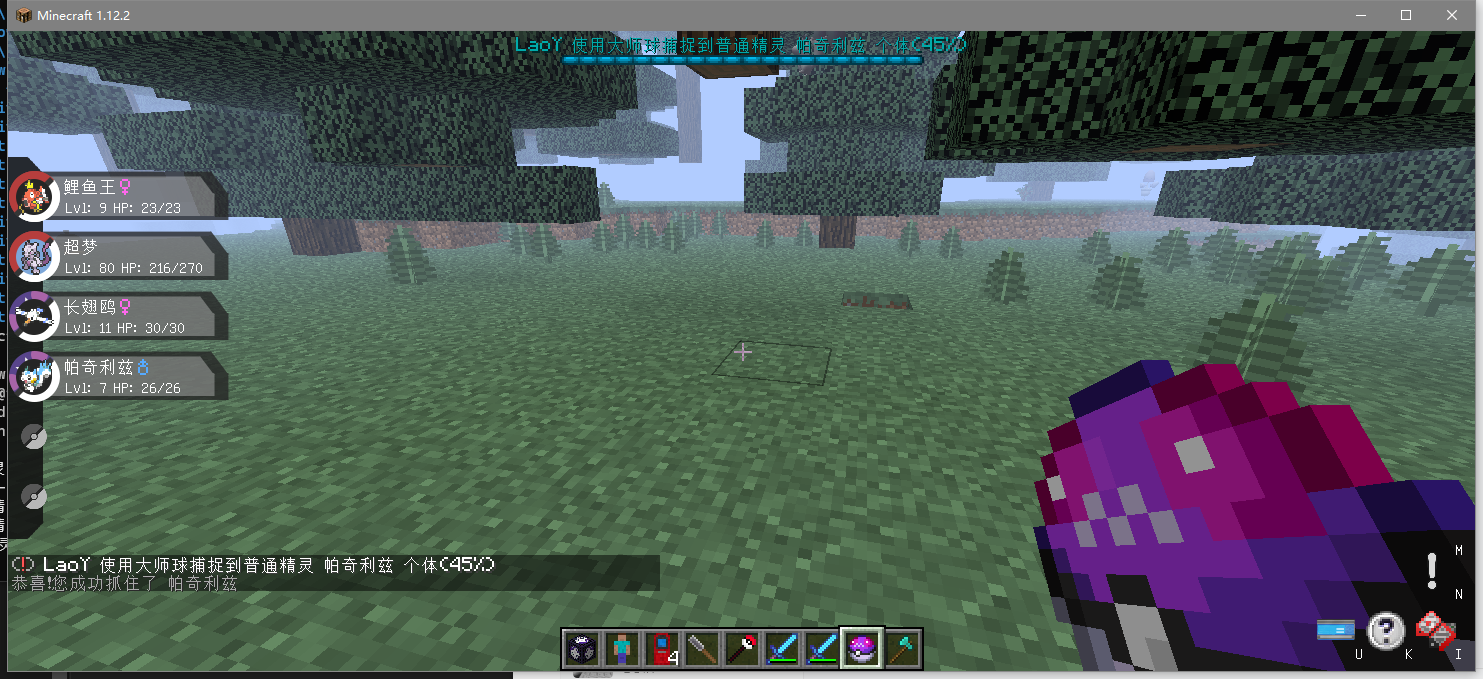 Minecraft 1.12.2
LaoY 使用大师球捕捉到普通精灵 帕奇利兹 个体(45%)
鲤鱼王♀
Lvl: 9 HP: 23/23
超梦
Lvl: 80 HP: 216/270
长翅鸥♀
Lvl: 11 HP: 30/30
帕奇利兹♂
Lvl: 7 HP: 26/26
(!) LaoY 使用大师球捕捉到普通精灵 帕奇利兹 个体(45%)
恭喜!您成功抓住了 帕奇利兹
4
M
N
U
K
I